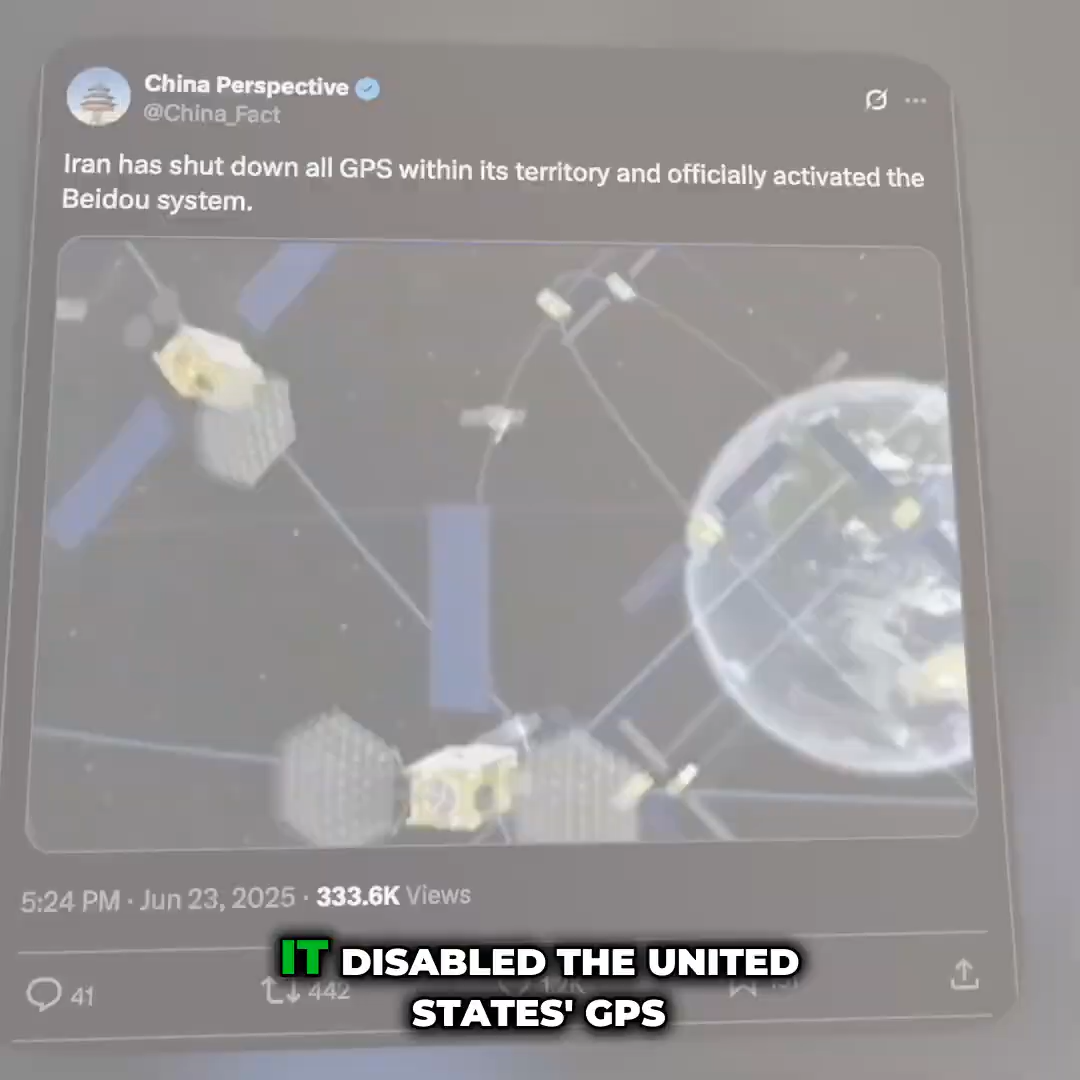 China Perspective
@China_Fact
Iran has shut down all GPS within its territory and officially activated the
Beidou system.
5:24 PM · Jun 23, 2025 · 333.6K Views
IT DISABLED THE UNITED
STATES' GPS
41
442